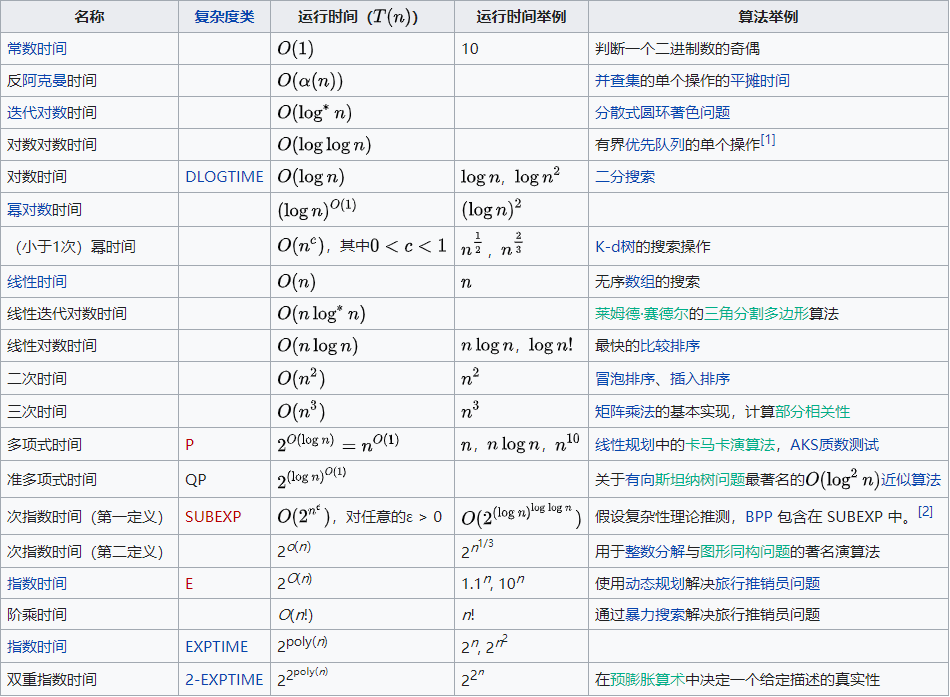 名称 复杂度类 运行时间（T(n)） 运行时间举例 算法举例
常数时间 O(1) 10 判断一个二进制数的奇偶
反阿克曼时间 O(α(n)) 并查集的单个操作的平摊时间
迭代对数时间 O(log* n) 分散式圆环著色问题
对数对数时间 O(log log n) 有界优先队列的单个操作[1]
对数时间 DLOGTIME O(log n) log n，log n² 二分搜索
幂对数时间 (log n)^O(1) (log n)²
（小于1次）幂时间 O(n^c)，其中0 < c < 1 n^(1/2)，n^(2/3) K-d树的搜索操作
线性时间 O(n) n 无序数组的搜索
线性迭代对数时间 O(n log* n) 莱姆德·赛德尔的三角分割多边形算法
线性对数时间 O(n log n) n log n，log n! 最快的比较排序
二次时间 O(n²) n² 冒泡排序、插入排序
三次时间 O(n³) n³ 矩阵乘法的基本实现，计算部分相关性
多项式时间 P 2^O(log n) = n^O(1) n，n log n，n^10 线性规划中的卡马卡演算法，AKS质数测试
准多项式时间 QP 2^(log n)^O(1) 关于有向斯坦纳树问题最著名的O(log² n)近似算法
次指数时间（第一定义） SUBEXP O(2^n^ϵ)，对任意的ε > 0 O(2^(log n)^log log n) 假设复杂性理论推测，BPP 包含在 SUBEXP 中。[2]
次指数时间（第二定义） 2^o(n) 2^n^1/3 用于整数分解与图形同构问题的著名演算法
指数时间 E 2^O(n) 1.1^n, 10^n 使用动态规划解决旅行推销员问题
阶乘时间 O(n!) n! 通过暴力搜索解决旅行推销员问题
指数时间 EXPTIME 2^poly(n) 2^n, 2^n^2
双重指数时间 2-EXPTIME 2^2^poly(n) 2^2^n 在预膨胀算术中决定一个给定描述的真实性